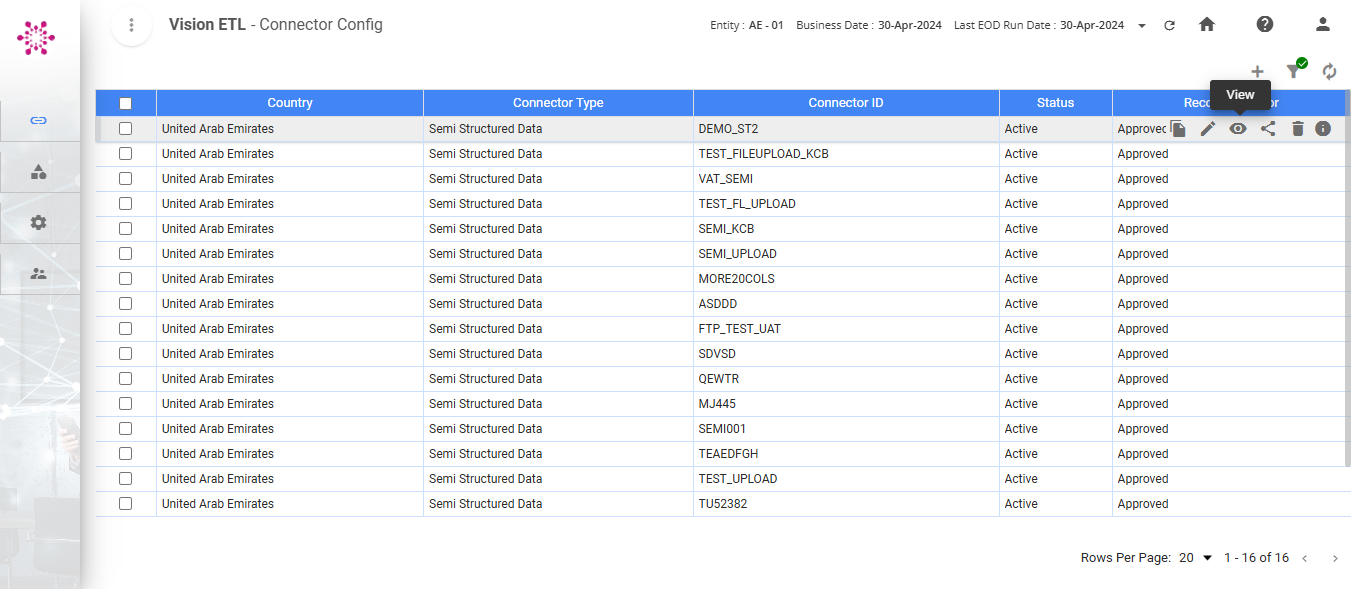 Vision ETL - Connector Config
Entity : AE - 01 Business Date : 30-Apr-2024 Last EOD Run Date : 30-Apr-2024
View
Country Connector Type Connector ID Status Reco or
United Arab Emirates Semi Structured Data DEMO_ST2 Active Approved
United Arab Emirates Semi Structured Data TEST_FILEUPLOAD_KCB Active Approved
United Arab Emirates Semi Structured Data VAT_SEMI Active Approved
United Arab Emirates Semi Structured Data TEST_FL_UPLOAD Active Approved
United Arab Emirates Semi Structured Data SEMI_KCB Active Approved
United Arab Emirates Semi Structured Data SEMI_UPLOAD Active Approved
United Arab Emirates Semi Structured Data MORE20COLS Active Approved
United Arab Emirates Semi Structured Data ASDDD Active Approved
United Arab Emirates Semi Structured Data FTP_TEST_UAT Active Approved
United Arab Emirates Semi Structured Data SDVSD Active Approved
United Arab Emirates Semi Structured Data QEWTR Active Approved
United Arab Emirates Semi Structured Data MJ445 Active Approved
United Arab Emirates Semi Structured Data SEMI001 Active Approved
United Arab Emirates Semi Structured Data TEAEDFGH Active Approved
United Arab Emirates Semi Structured Data TEST_UPLOAD Active Approved
United Arab Emirates Semi Structured Data TU52382 Active Approved
Rows Per Page: 20 1 - 16 of 16